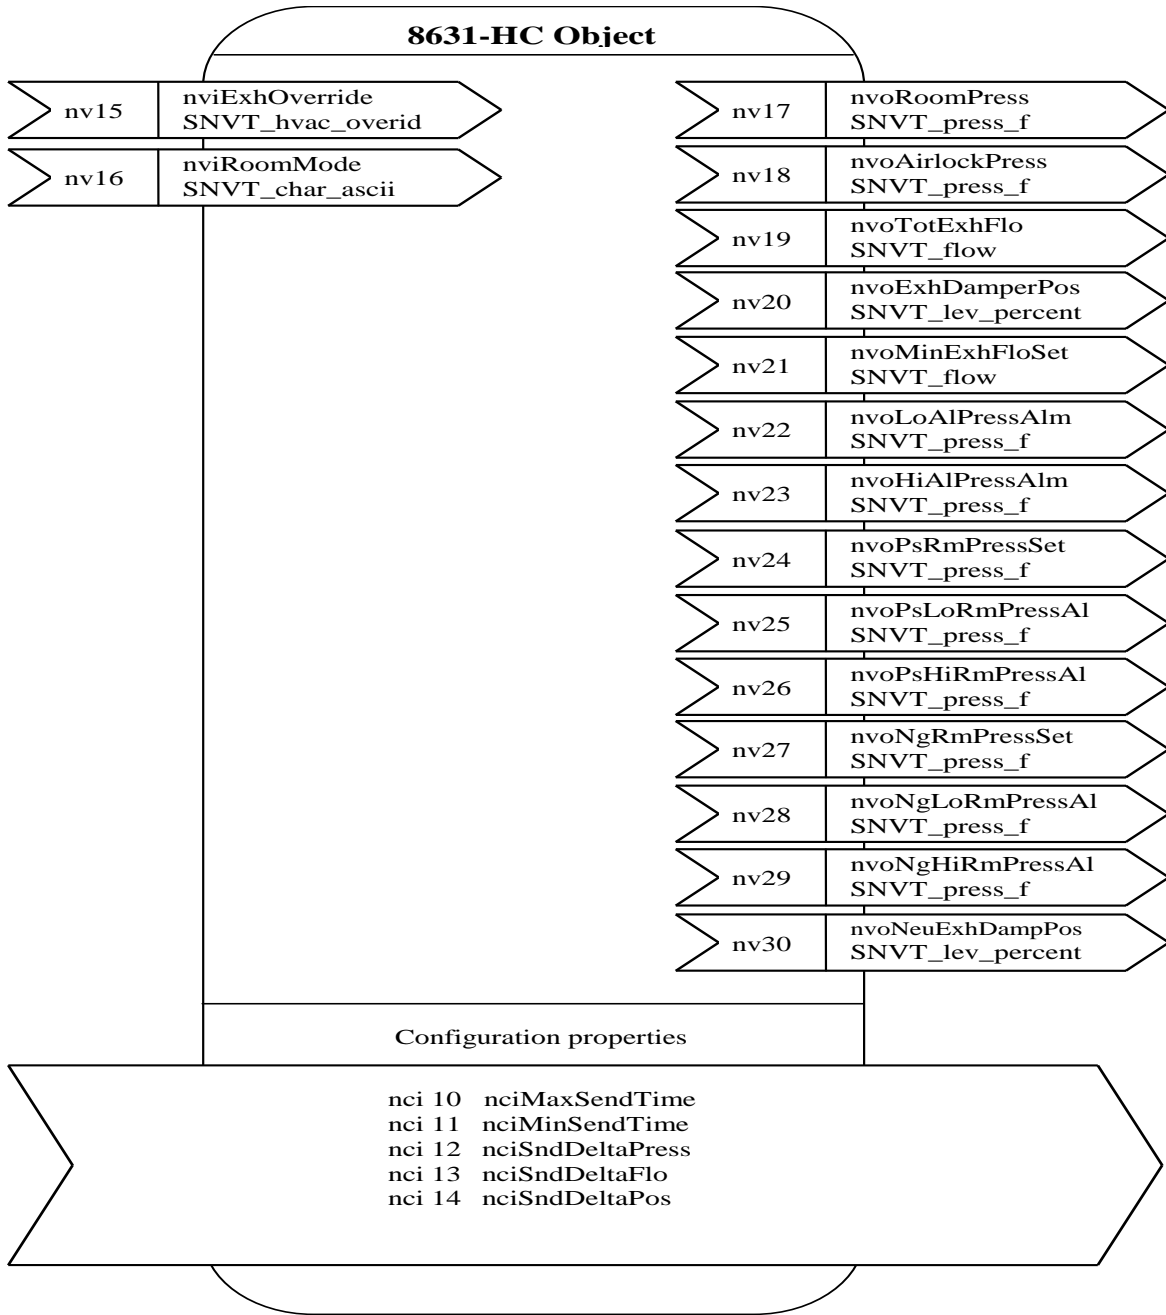 8631-HC Object
nv15
nviExhOverride
SNVT_hvac_overid
nv16
nviRoomMode
SNVT_char_ascii
nv17
nvoRoomPress
SNVT_press_f
nv18
nvoAirlockPress
SNVT_press_f
nv19
nvoTotExhFlo
SNVT_flow
nv20
nvoExhDamperPos
SNVT_lev_percent
nv21
nvoMinExhFloSet
SNVT_flow
nv22
nvoLoAlPressAlm
SNVT_press_f
nv23
nvoHiAlPressAlm
SNVT_press_f
nv24
nvoPsRmPressSet
SNVT_press_f
nv25
nvoPsLoRmPressAl
SNVT_press_f
nv26
nvoPsHiRmPressAl
SNVT_press_f
nv27
nvoNgRmPressSet
SNVT_press_f
nv28
nvoNgLoRmPressAl
SNVT_press_f
nv29
nvoNgHiRmPressAl
SNVT_press_f
nv30
nvoNeuExhDampPos
SNVT_lev_percent
Configuration properties
nci 10 nciMaxSendTime
nci 11 nciMinSendTime
nci 12 nciSndDeltaPress
nci 13 nciSndDeltaFlo
nci 14 nciSndDeltaPos